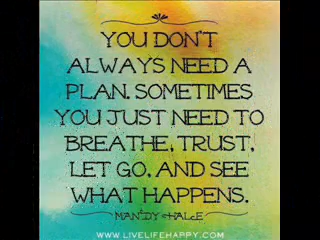 YOU DON'T
ALWAYS NEED A
PLAN. SOMETIMES
YOU JUST NEED TO
BREATHE, TRUST,
LET GO, AND SEE
WHAT HAPPENS.
MANDY HALE
WWW.LIVELIFEHAPPY.COM